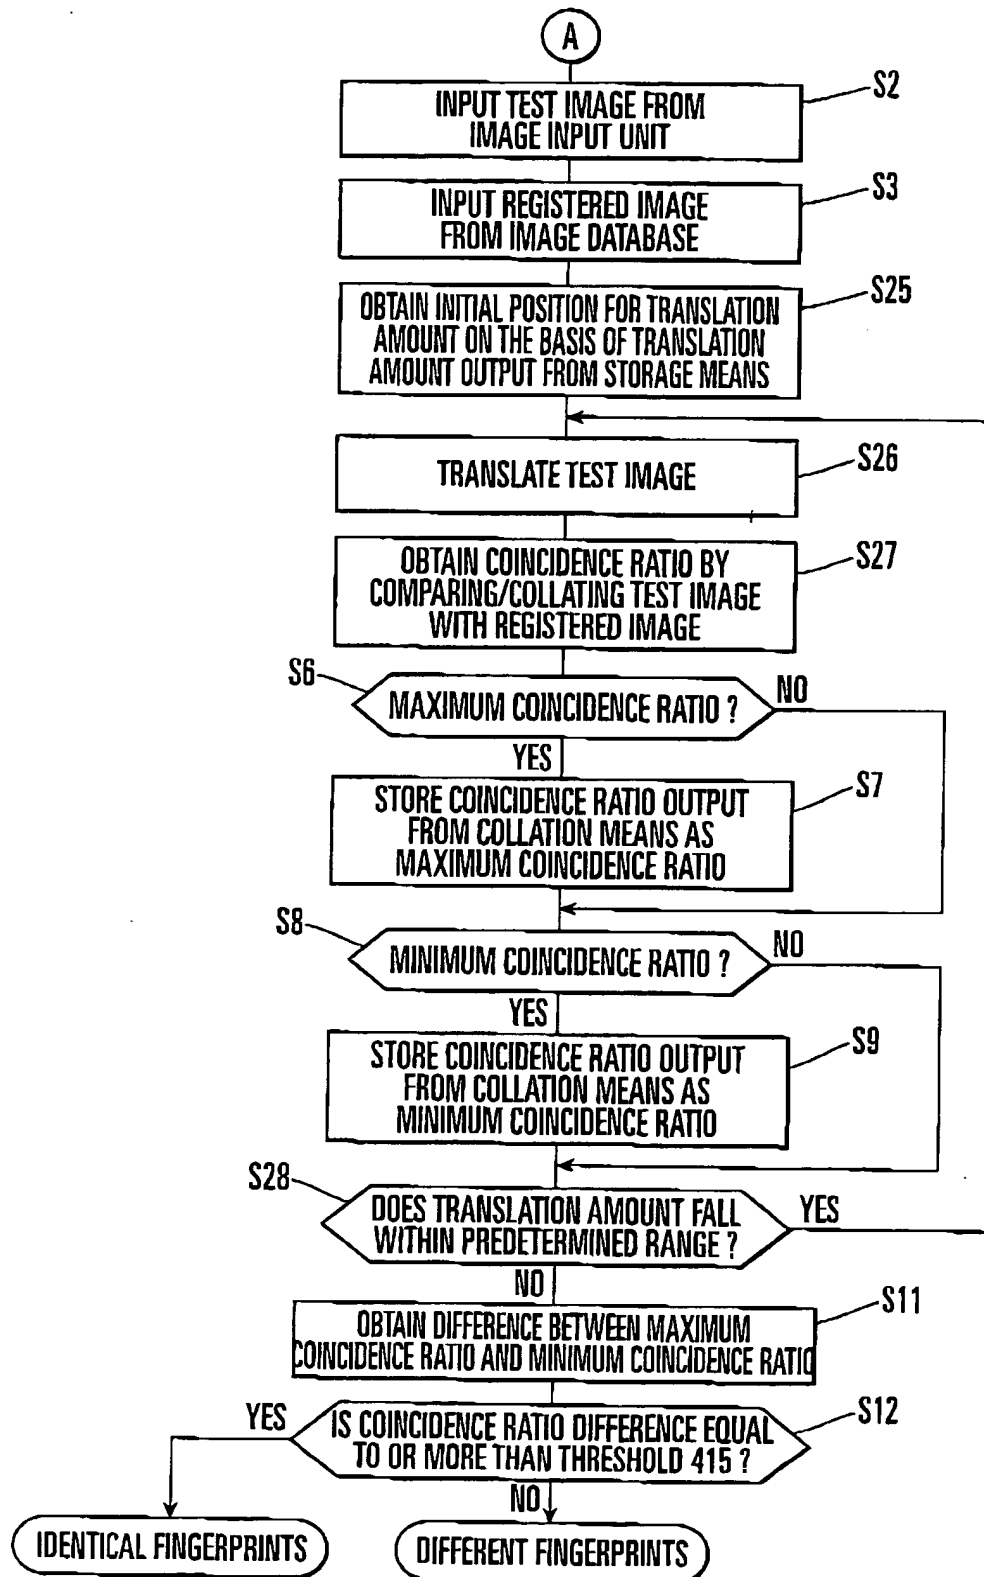 A
S2
INPUT TEST IMAGE FROM
IMAGE INPUT UNIT
S3
INPUT REGISTERED IMAGE
FROM IMAGE DATABASE
S25
OBTAIN INITIAL POSITION FOR TRANSLATION
AMOUNT ON THE BASIS OF TRANSLATION
AMOUNT OUTPUT FROM STORAGE MEANS
S26
TRANSLATE TEST IMAGE
S27
OBTAIN COINCIDENCE RATIO BY
COMPARING/COLLATING TEST IMAGE
WITH REGISTERED IMAGE
S6
MAXIMUM COINCIDENCE RATIO ?
NO
YES
S7
STORE COINCIDENCE RATIO OUTPUT
FROM COLLATION MEANS AS
MAXIMUM COINCIDENCE RATIO
S8
MINIMUM COINCIDENCE RATIO ?
NO
YES
S9
STORE COINCIDENCE RATIO OUTPUT
FROM COLLATION MEANS AS
MINIMUM COINCIDENCE RATIO
S28
DOES TRANSLATION AMOUNT FALL
WITHIN PREDETERMINED RANGE ?
YES
NO
S11
OBTAIN DIFFERENCE BETWEEN MAXIMUM
COINCIDENCE RATIO AND MINIMUM COINCIDENCE RATIO
S12
YES
IS COINCIDENCE RATIO DIFFERENCE EQUAL
TO OR MORE THAN THRESHOLD 415 ?
NO
IDENTICAL FINGERPRINTS
DIFFERENT FINGERPRINTS